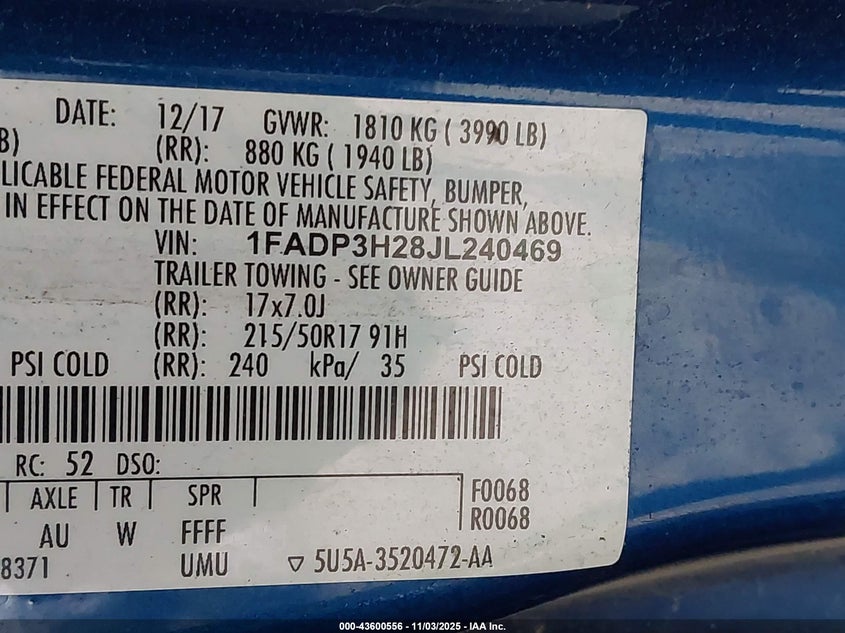 DATE: 12/17 GVWR: 1810 KG ( 3990 LB)
B) (RR): 880 KG ( 1940 LB)
LICABLE FEDERAL MOTOR VEHICLE SAFETY, BUMPER,
IN EFFECT ON THE DATE OF MANUFACTURE SHOWN ABOVE.
VIN: 1FADP3H28JL240469
TRAILER TOWING - SEE OWNER GUIDE
(RR): 17x7.0J
(RR): 215/50R17 91H
PSI COLD (RR): 240 kPa/ 35 PSI COLD
RC: 52 DSO:
AXLE TR SPR F0068
R0068
AU W FFFF
8371 UMU ▽ 5U5A-3520472-AA
000-43600556 - 11/03/2025 - IAA Inc.